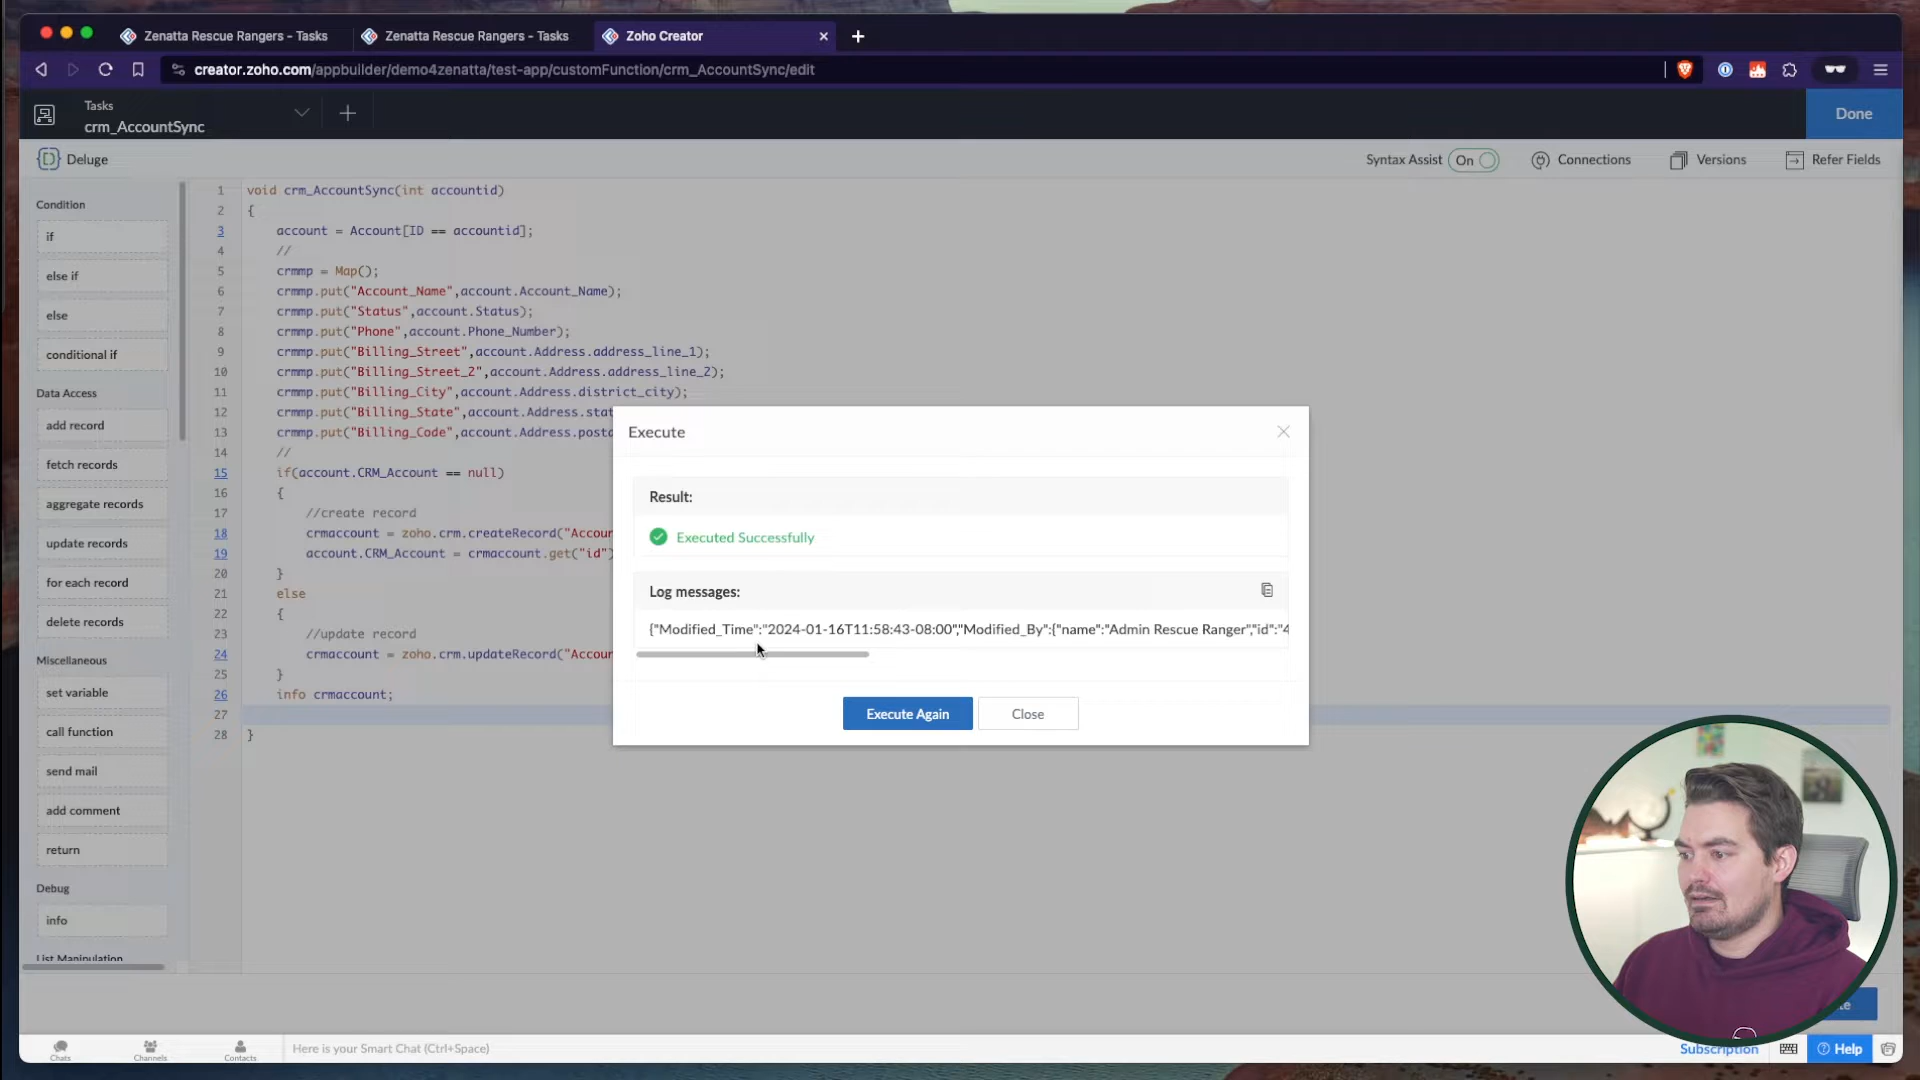 Zenatta Rescue Rangers - Tasks
Zenatta Rescue Rangers - Tasks
Zoho Creator
creator.zoho.com/appbuilder/demo4zenatta/test-app/customFunction/crm_AccountSync/edit
Tasks
crm_AccountSync
Done
Deluge
Syntax Assist On
Connections
Versions
Refer Fields
Condition
if
else if
else
conditional if
Data Access
add record
fetch records
aggregate records
update records
for each record
delete records
Miscellaneous
set variable
call function
send mail
add comment
return
Debug
info
List Manipulation
1 void crm_AccountSync(int accountid)
2 {
3 account = Account[ID == accountid];
4 //
5 crmmp = Map();
6 crmmp.put("Account_Name",account.Account_Name);
7 crmmp.put("Status",account.Status);
8 crmmp.put("Phone",account.Phone_Number);
9 crmmp.put("Billing_Street",account.Address.address_line_1);
10 crmmp.put("Billing_Street_2",account.Address.address_line_2);
11 crmmp.put("Billing_City",account.Address.district_city);
12 crmmp.put("Billing_State",account.Address.stat
13 crmmp.put("Billing_Code",account.Address.posta
14 //
15 if(account.CRM_Account == null)
16 {
17 //create record
18 crmaccount = zoho.crm.createRecord("Accou
19 account.CRM_Account = crmaccount.get("id")
20 }
21 else
22 {
23 //update record
24 crmaccount = zoho.crm.updateRecord("Accou
25 }
26 info crmaccount;
27
28 }
Execute
Result:
Executed Successfully
Log messages:
{"Modified_Time":"2024-01-16T11:58:43-08:00","Modified_By":{"name":"Admin Rescue Ranger","id":"4
Execute Again
Close
Chats
Channels
Contacts
Here is your Smart Chat (Ctrl+Space)
Subscription
Help